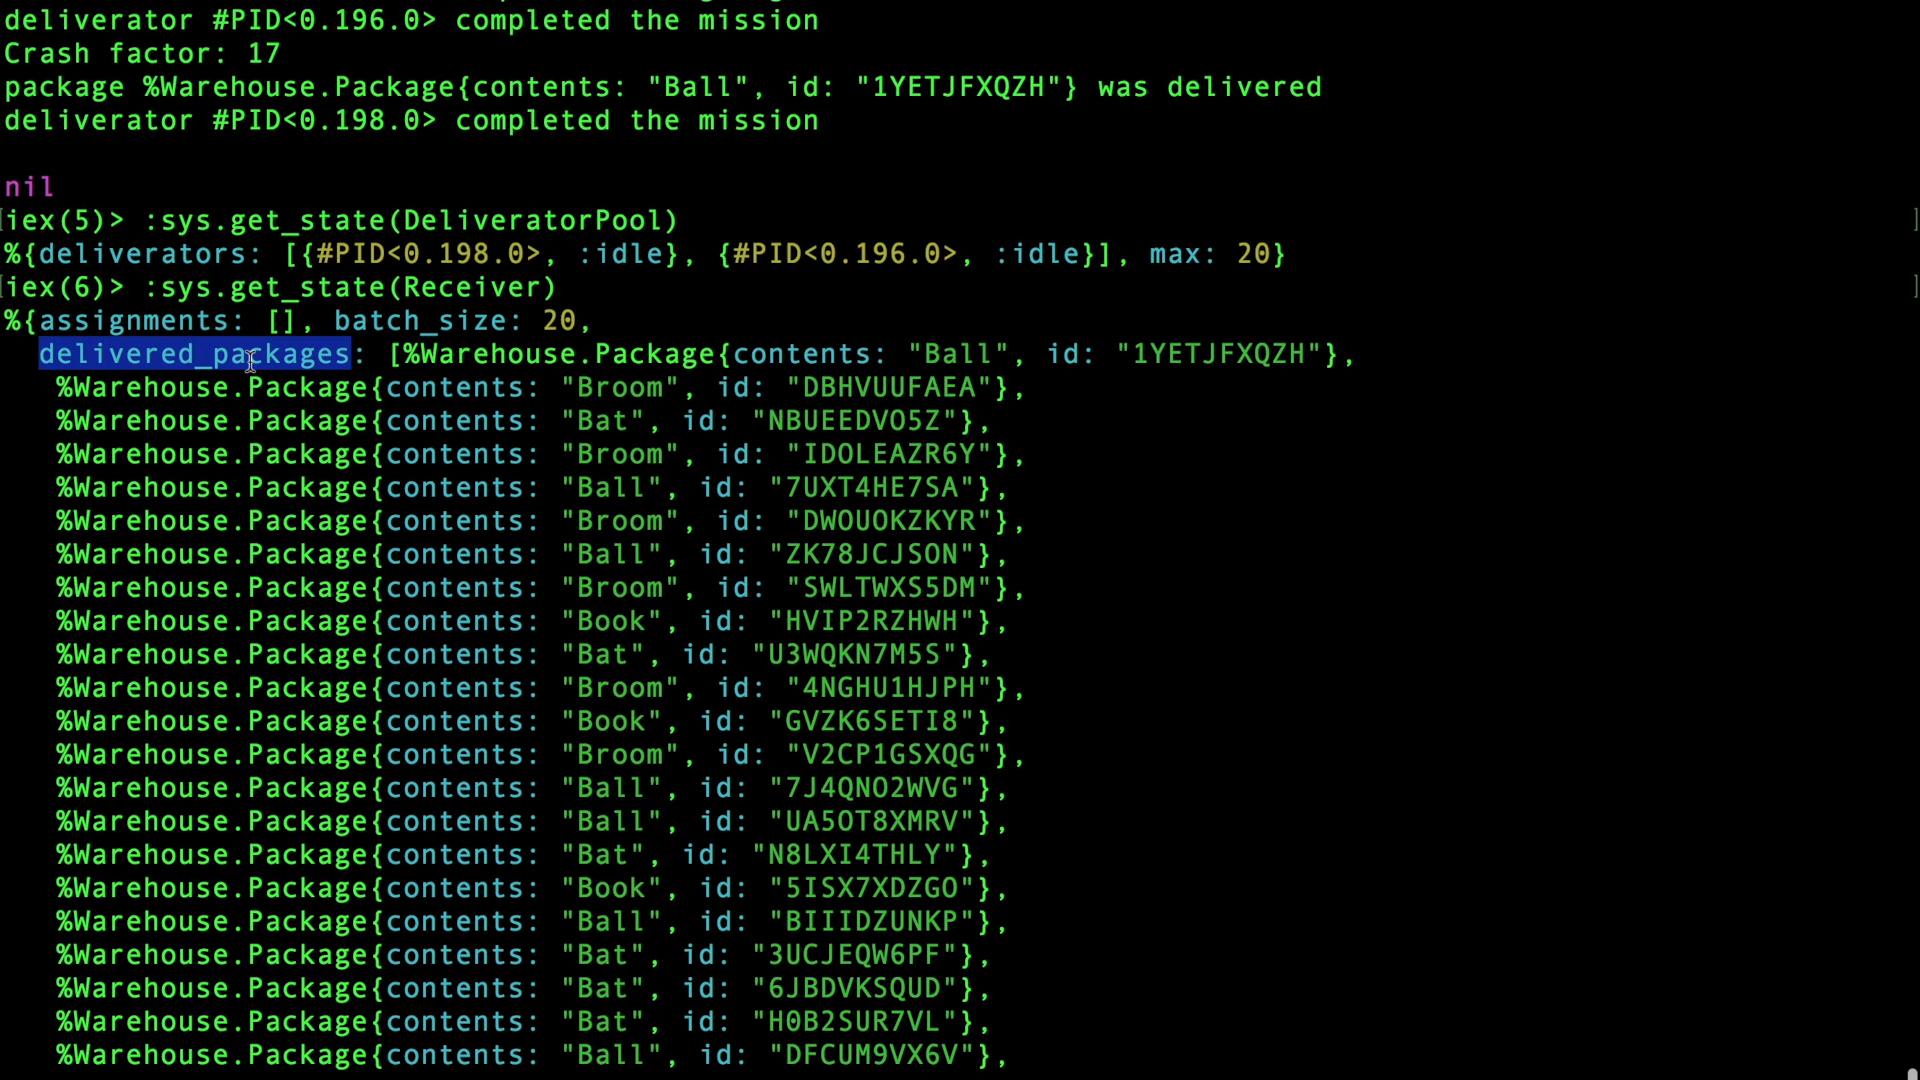 deliverator #PID<0.196.0> completed the mission
Crash factor: 17
package %Warehouse.Package{contents: "Ball", id: "1YETJFXQZH"} was delivered
deliverator #PID<0.198.0> completed the mission
nil
[iex(5)> :sys.get_state(DeliveratorPool) ]
%{deliverators: [{#PID<0.198.0>, :idle}, {#PID<0.196.0>, :idle}], max: 20}
[iex(6)> :sys.get_state(Receiver) ]
%{assignments: [], batch_size: 20,
delivered_packages: [%Warehouse.Package{contents: "Ball", id: "1YETJFXQZH"},
%Warehouse.Package{contents: "Broom", id: "DBHVUUFAEA"},
%Warehouse.Package{contents: "Bat", id: "NBUEEDVO5Z"},
%Warehouse.Package{contents: "Broom", id: "IDOLEAZR6Y"},
%Warehouse.Package{contents: "Ball", id: "7UXT4HE7SA"},
%Warehouse.Package{contents: "Broom", id: "DWOUOKZKYR"},
%Warehouse.Package{contents: "Ball", id: "ZK78JCJSON"},
%Warehouse.Package{contents: "Broom", id: "SWLTWXS5DM"},
%Warehouse.Package{contents: "Book", id: "HVIP2RZHWH"},
%Warehouse.Package{contents: "Bat", id: "U3WQKN7M5S"},
%Warehouse.Package{contents: "Broom", id: "4NGHU1HJPH"},
%Warehouse.Package{contents: "Book", id: "GVZK6SETI8"},
%Warehouse.Package{contents: "Broom", id: "V2CP1GSXQG"},
%Warehouse.Package{contents: "Ball", id: "7J4QNO2WVG"},
%Warehouse.Package{contents: "Ball", id: "UA5OT8XMRV"},
%Warehouse.Package{contents: "Bat", id: "N8LXI4THLY"},
%Warehouse.Package{contents: "Book", id: "5ISX7XDZGO"},
%Warehouse.Package{contents: "Ball", id: "BIIIDZUNKP"},
%Warehouse.Package{contents: "Bat", id: "3UCJEQW6PF"},
%Warehouse.Package{contents: "Bat", id: "6JBDVKSQUD"},
%Warehouse.Package{contents: "Bat", id: "H0B2SUR7VL"},
%Warehouse.Package{contents: "Ball", id: "DFCUM9VX6V"},